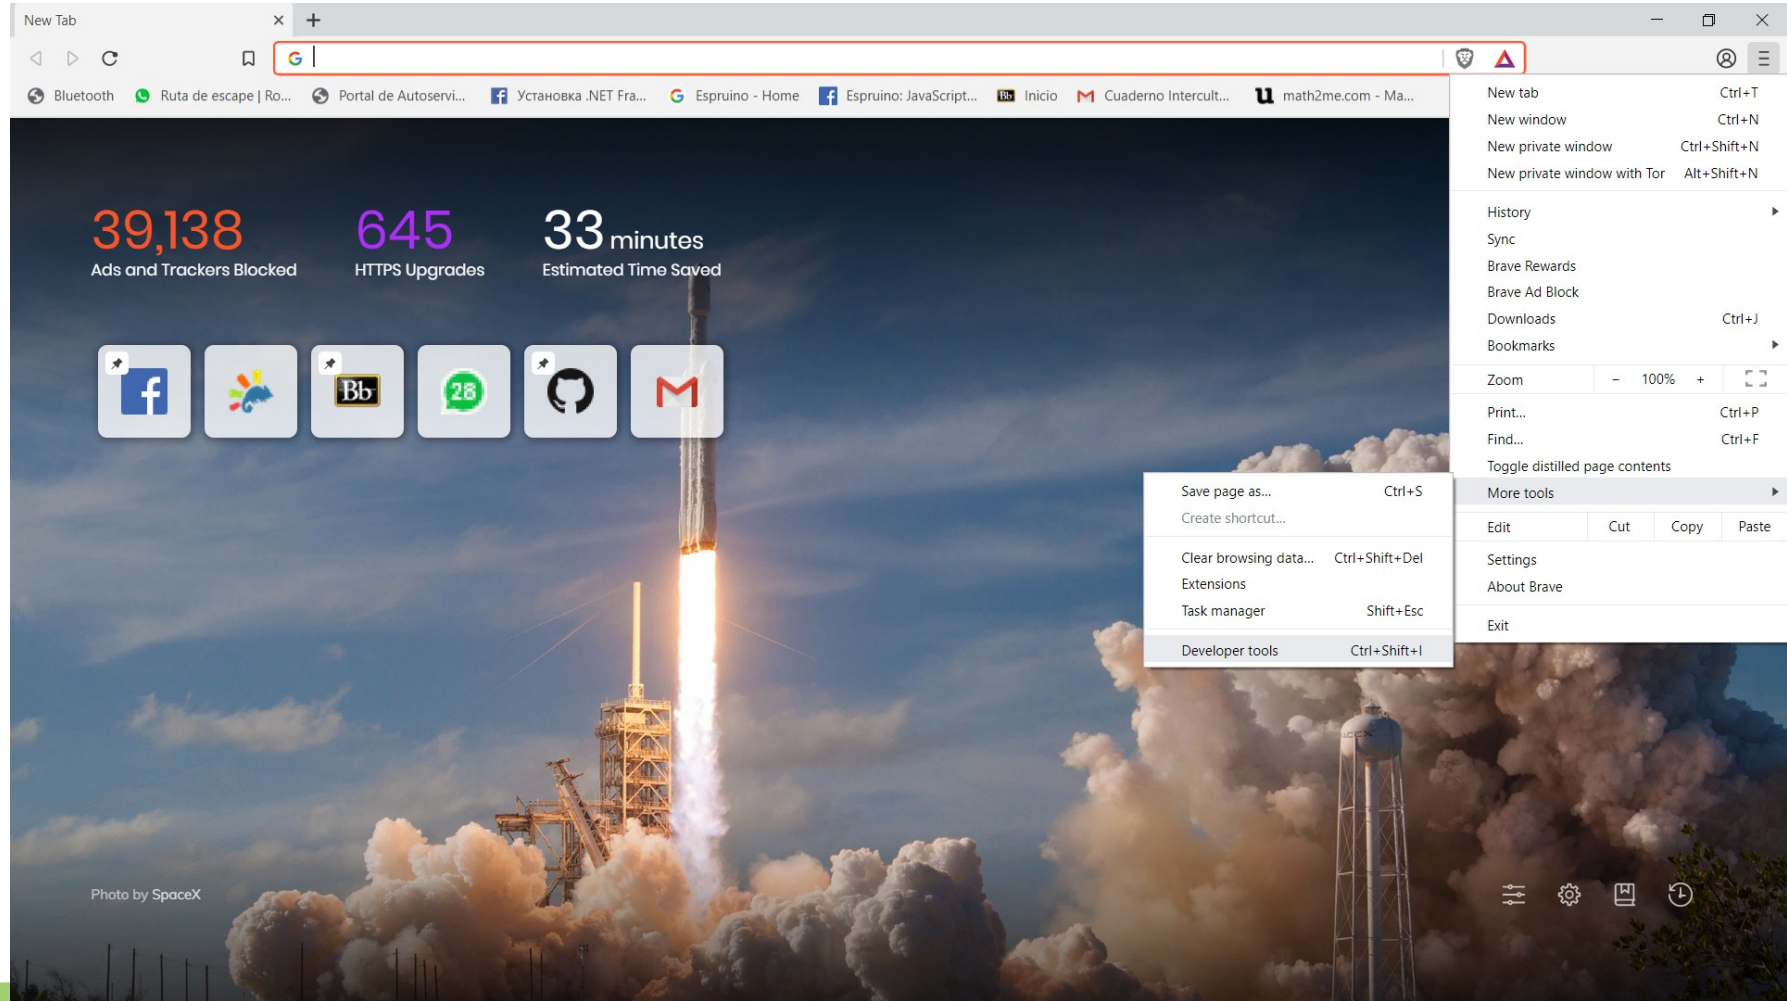 New Tab
Bluetooth
Ruta de escape | Ro...
Portal de Autoservi...
Установка .NET Fra...
Espruino - Home
Espruino: JavaScript...
Inicio
Cuaderno Intercult...
math2me.com - Ma...
39,138
Ads and Trackers Blocked
645
HTTPS Upgrades
33 minutes
Estimated Time Saved
f
Bb
28
Photo by SpaceX
New tab Ctrl+T
New window Ctrl+N
New private window Ctrl+Shift+N
New private window with Tor Alt+Shift+N
History
Sync
Brave Rewards
Brave Ad Block
Downloads Ctrl+J
Bookmarks
Zoom - 100% +
Print... Ctrl+P
Find... Ctrl+F
Toggle distilled page contents
More tools
Edit Cut Copy Paste
Settings
About Brave
Exit
Save page as... Ctrl+S
Create shortcut...
Clear browsing data... Ctrl+Shift+Del
Extensions
Task manager Shift+Esc
Developer tools Ctrl+Shift+I